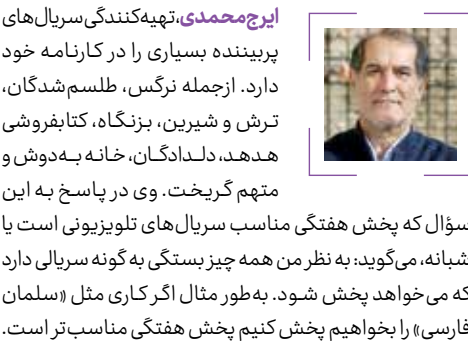 ایرج‌محمدی،تهیه‌کنندگی‌سریال‌های
پربیننده بسیاری را در کارنامه خود
دارد. ازجمله نرگس، طلسم‌شدگان،
ترش و شیرین، بزنگاه، کتابفروشی
هدهد، دلدادگان، خانه به‌دوش و
متهم گریخت. وی در پاسخ به این
سؤال که پخش هفتگی مناسب سریال‌های تلویزیونی است یا
شبانه، می‌گوید: به نظر من همه چیز بستگی به گونه سریالی دارد
که می‌خواهد پخش شود. به‌طور مثال اگر کاری مثل «سلمان
فارسی» را بخواهیم پخش کنیم پخش هفتگی مناسب‌تر است.